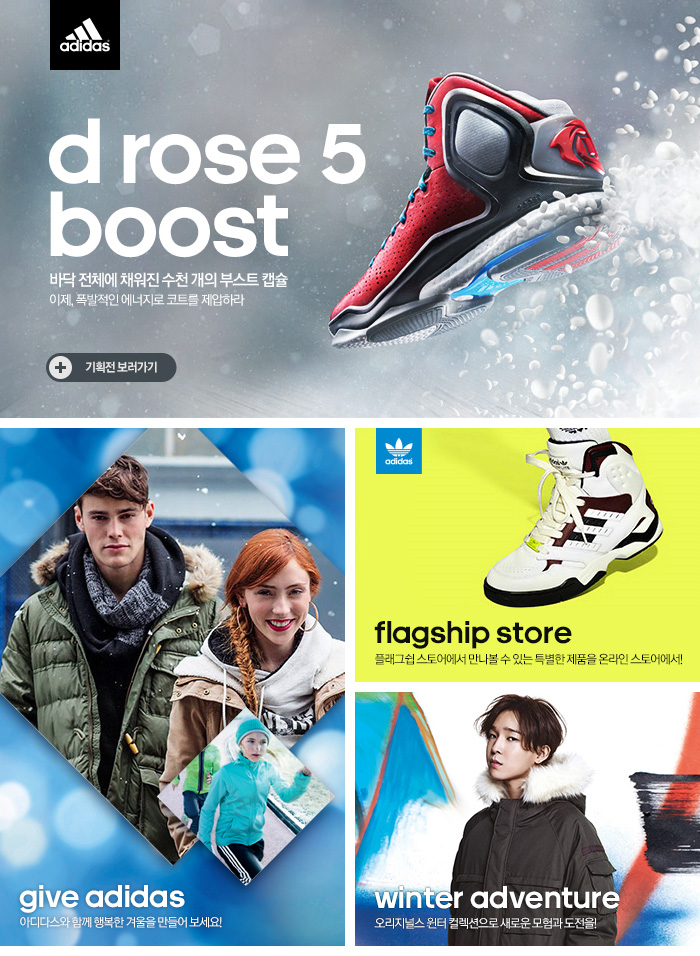 adidas
d rose 5
boost
바닥 전체에 채워진 수천 개의 부스트 캡슐
이제, 폭발적인 에너지로 코트를 제압하라
기획전 보러가기
adidas
flagship store
플래그쉽 스토어에서 만나볼 수 있는 특별한 제품을 온라인 스토어에서!
give adidas
아디다스와 함께 행복한 겨울을 만들어 보세요!
winter adventure
오리지널스 윈터 컬렉션으로 새로운 모험과 도전을!